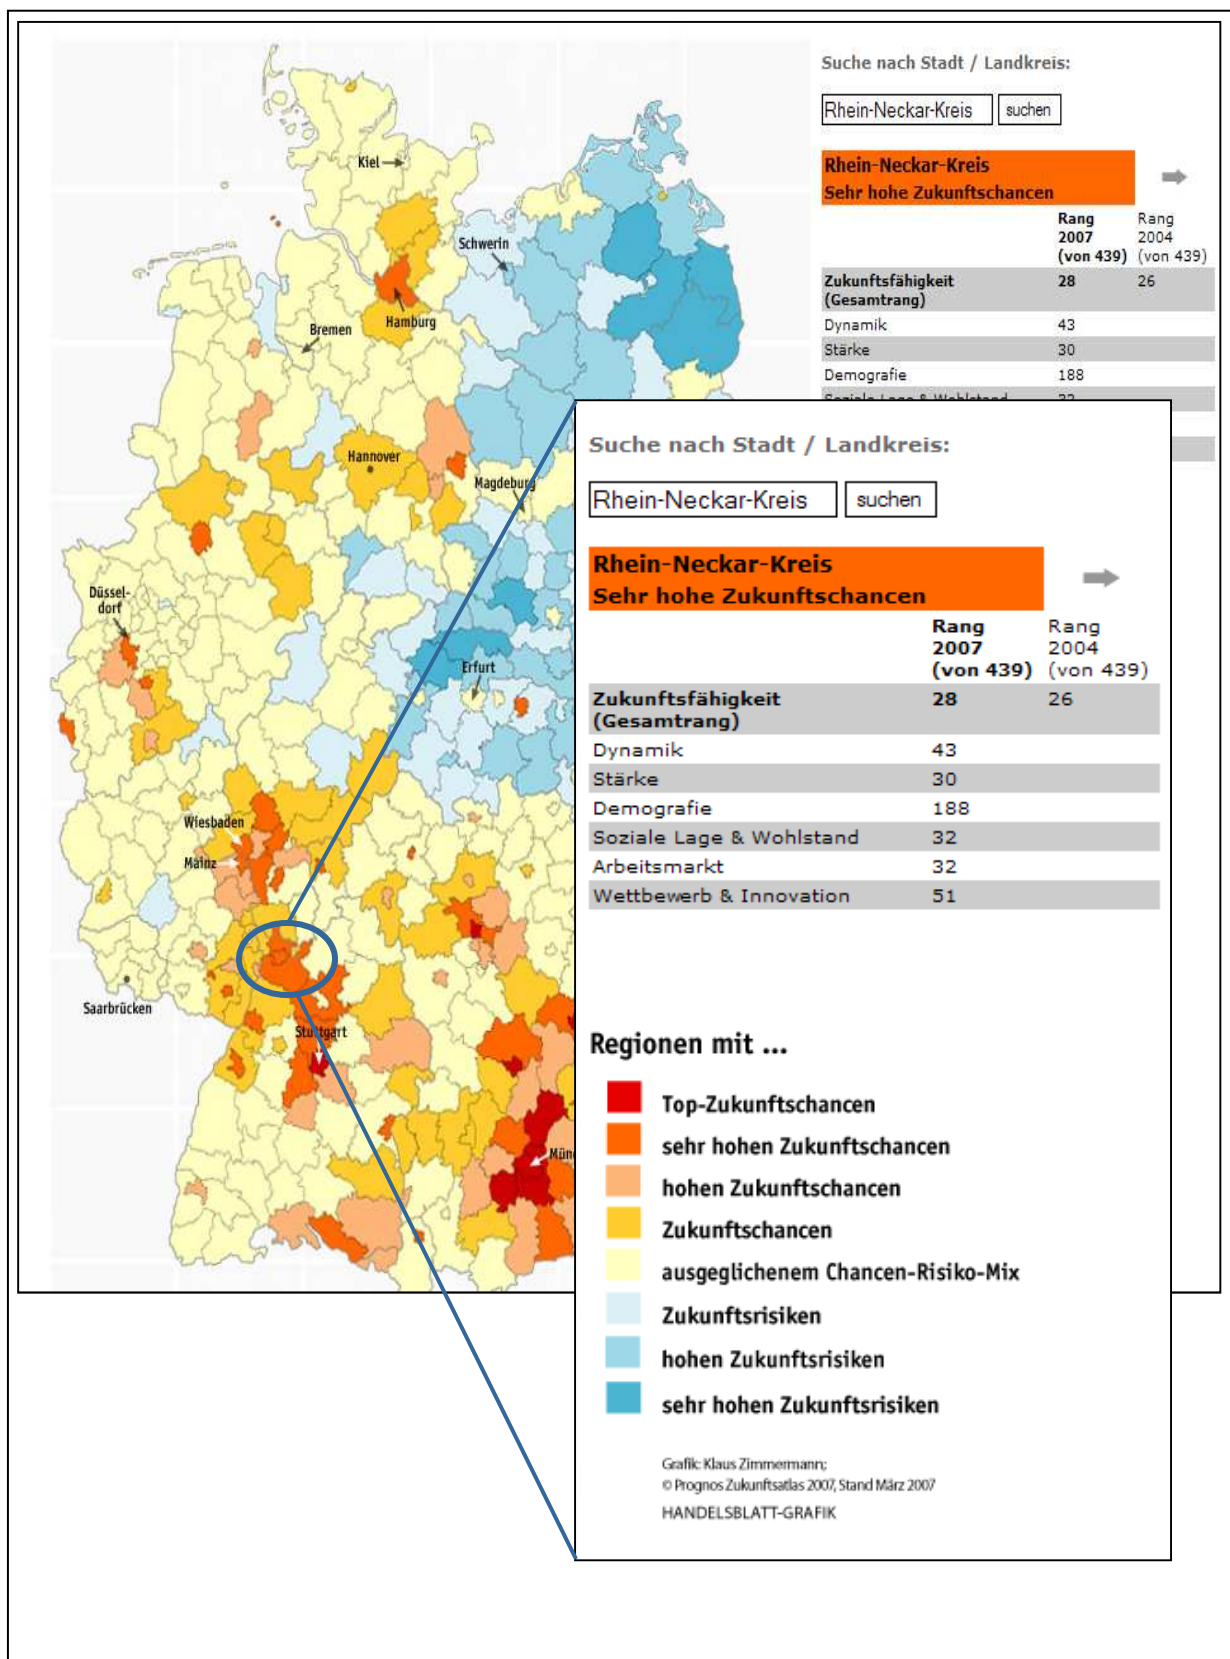 Suche nach Stadt / Landkreis:
Rhein-Neckar-Kreis suchen
Rhein-Neckar-Kreis
Sehr hohe Zukunftschancen
Rang 2007 (von 439) Rang 2004 (von 439)
Zukunftsfähigkeit (Gesamtrang) 28 26
Dynamik 43
Stärke 30
Demografie 188
Soziale Lage & Wohlstand 32
Kiel
Schwerin
Hamburg
Bremen
Hannover
Magdeburg
Düssel-
dorf
Erfurt
Wiesbaden
Mainz
Saarbrücken
Stuttgart
Münc
Suche nach Stadt / Landkreis:
Rhein-Neckar-Kreis suchen
Rhein-Neckar-Kreis
Sehr hohe Zukunftschancen
Rang 2007 (von 439) Rang 2004 (von 439)
Zukunftsfähigkeit (Gesamtrang) 28 26
Dynamik 43
Stärke 30
Demografie 188
Soziale Lage & Wohlstand 32
Arbeitsmarkt 32
Wettbewerb & Innovation 51
Regionen mit ...
Top-Zukunftschancen
sehr hohen Zukunftschancen
hohen Zukunftschancen
Zukunftschancen
ausgeglichenem Chancen-Risiko-Mix
Zukunftsrisiken
hohen Zukunftsrisiken
sehr hohen Zukunftsrisiken
Grafik: Klaus Zimmermann;
© Prognos Zukunftsatlas 2007, Stand März 2007
HANDELSBLATT-GRAFIK